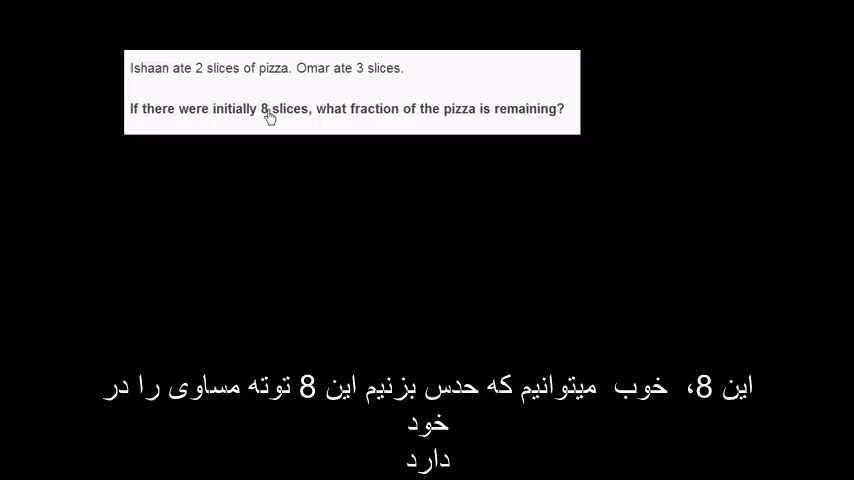 Ishaan ate 2 slices of pizza. Omar ate 3 slices.
If there were initially 8 slices, what fraction of the pizza is remaining?
این 8، خوب میتوانیم که حدس بزنیم این 8 توته مساوی را در
خود
دارد